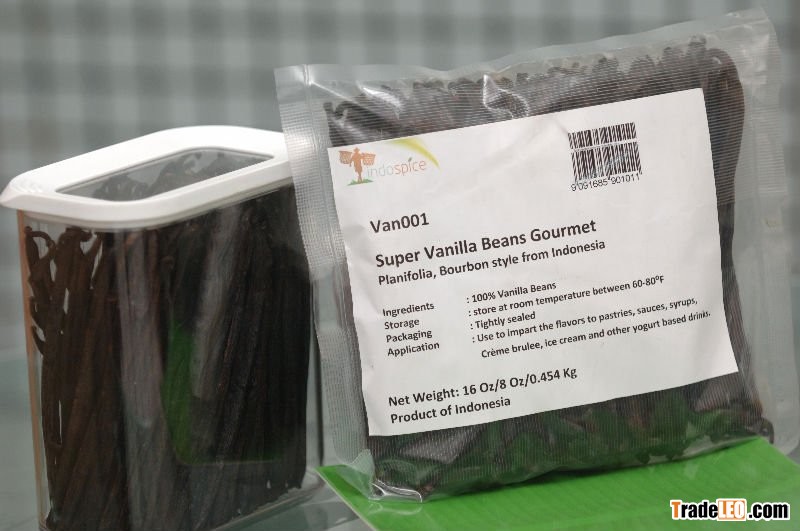 indospice
9"091685"901011"
Van001
Super Vanilla Beans Gourmet
Planifolia, Bourbon style from Indonesia
Ingredients : 100% Vanilla Beans
Storage : store at room temperature between 60-80⁰F
Packaging : Tightly sealed
Application : Use to impart the flavors to pastries, sauces, syrups,
Crème brulee, ice cream and other yogurt based drinks.
Net Weight: 16 Oz/8 Oz/0.454 Kg
Product of Indonesia
TradeLEO.com